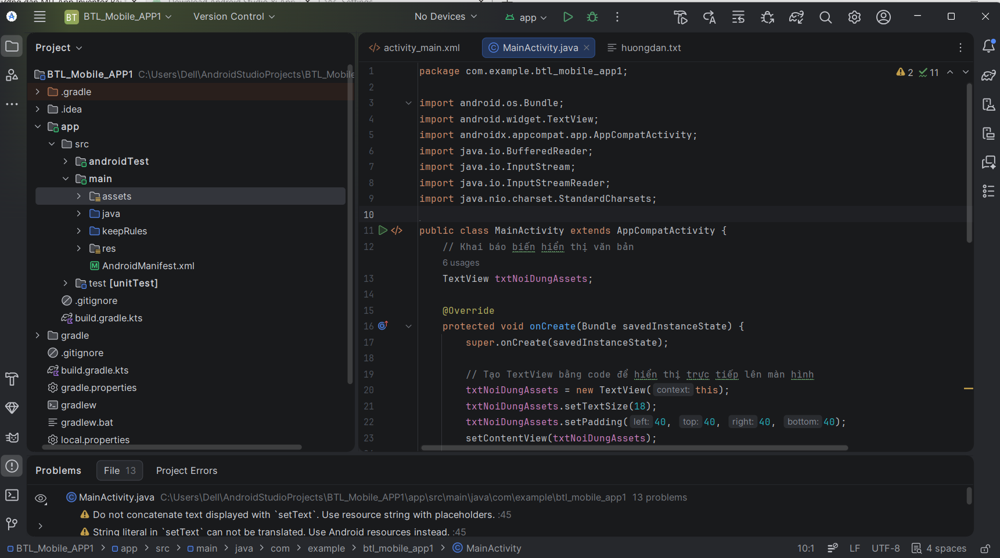 BT BTL_Mobile_APP1 Version Control No Devices app
Project
activity_main.xml MainActivity.java huongdan.txt
BTL_Mobile_APP1 C:\Users\Dell\AndroidStudioProjects\BTL_Mobile
.gradle
.idea
app
src
androidTest
main
assets
java
keepRules
res
AndroidManifest.xml
test [unitTest]
.gitignore
build.gradle.kts
gradle
.gitignore
build.gradle.kts
gradle.properties
gradlew
gradlew.bat
local.properties
2 11
1 package com.example.btl_mobile_app1;
2
3 import android.os.Bundle;
4 import android.widget.TextView;
5 import androidx.appcompat.app.AppCompatActivity;
6 import java.io.BufferedReader;
7 import java.io.InputStream;
8 import java.io.InputStreamReader;
9 import java.nio.charset.StandardCharsets;
10
11 public class MainActivity extends AppCompatActivity {
12 // Khai báo biến hiển thị văn bản
6 usages
13 TextView txtNoiDungAssets;
14
15 @Override
16 protected void onCreate(Bundle savedInstanceState) {
17 super.onCreate(savedInstanceState);
18
19 // Tạo TextView bằng code để hiển thị trực tiếp lên màn hình
20 txtNoiDungAssets = new TextView( context: this);
21 txtNoiDungAssets.setTextSize(18);
22 txtNoiDungAssets.setPadding( left: 40, top: 40, right: 40, bottom: 40);
23 setContentView(txtNoiDungAssets);
Problems File 13 Project Errors
MainActivity.java C:\Users\Dell\AndroidStudioProjects\BTL_Mobile_APP1\app\src\main\java\com\example\btl_mobile_app1 13 problems
Do not concatenate text displayed with `setText`. Use resource string with placeholders. :45
String literal in `setText` can not be translated. Use Android resources instead. :45
BTL_Mobile_APP1 > app > src > main > java > com > example > btl_mobile_app1 > MainActivity 10:1 LF UTF-8 4 spaces